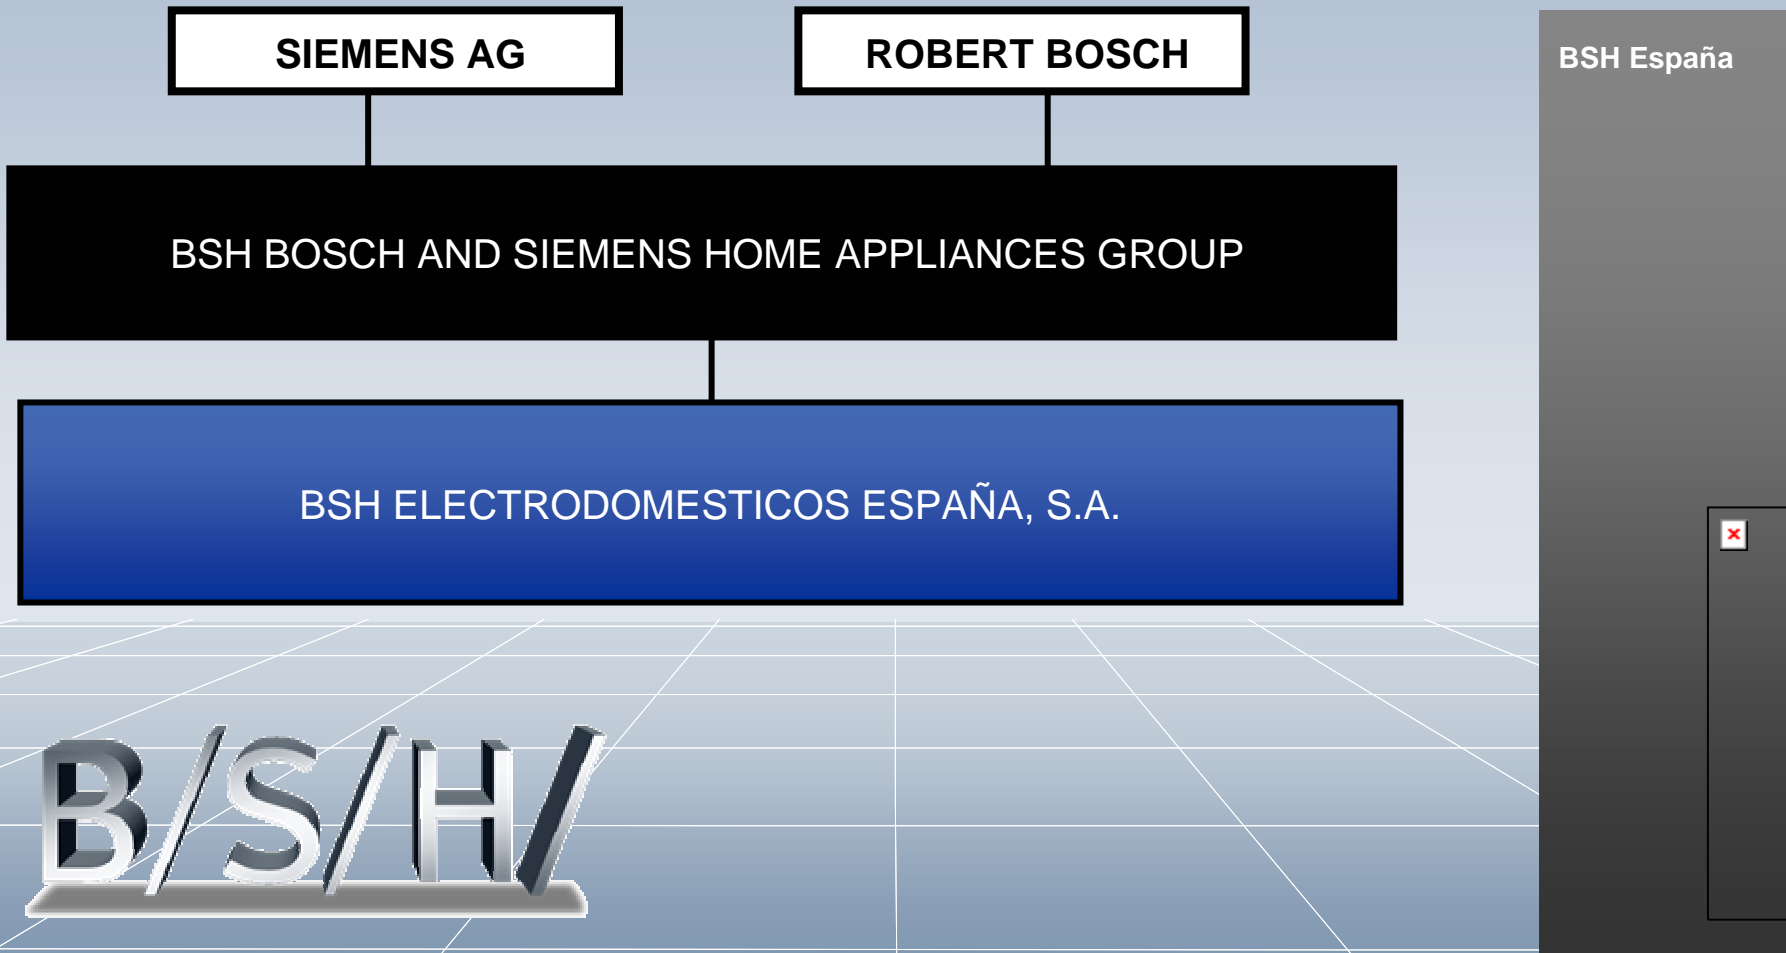 SIEMENS AG
ROBERT BOSCH
BSH España
BSH BOSCH AND SIEMENS HOME APPLIANCES GROUP
BSH ELECTRODOMESTICOS ESPAÑA, S.A.
B/S/H/